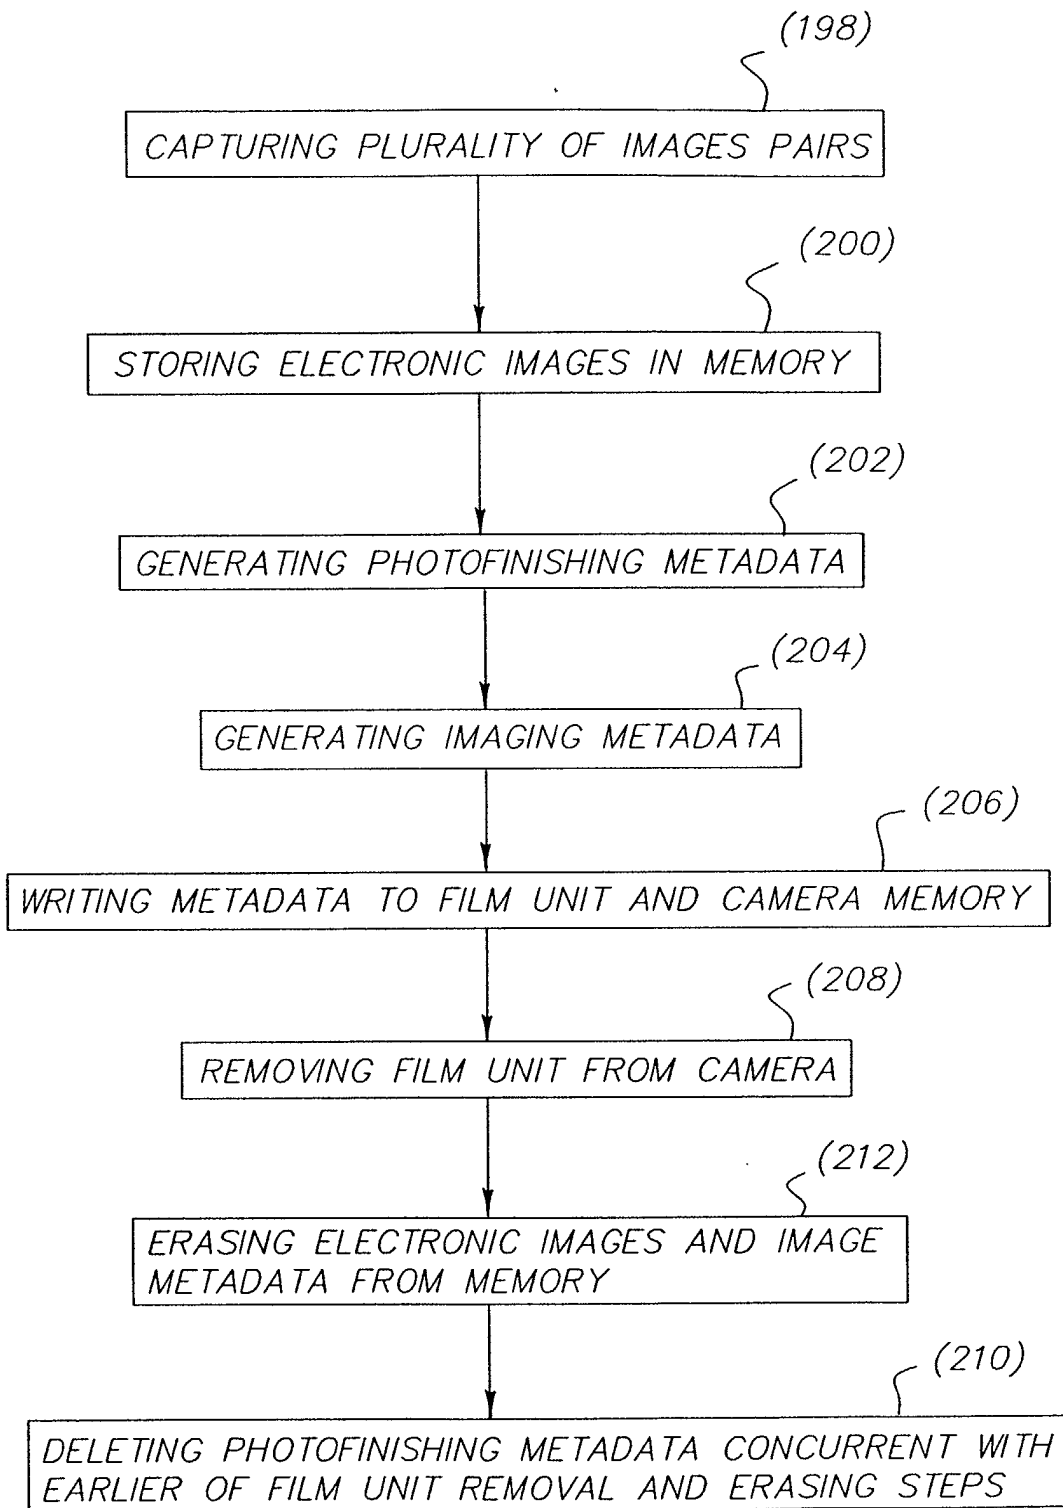 (198)
CAPTURING PLURALITY OF IMAGES PAIRS
(200)
STORING ELECTRONIC IMAGES IN MEMORY
(202)
GENERATING PHOTOFINISHING METADATA
(204)
GENERATING IMAGING METADATA
(206)
WRITING METADATA TO FILM UNIT AND CAMERA MEMORY
(208)
REMOVING FILM UNIT FROM CAMERA
(212)
ERASING ELECTRONIC IMAGES AND IMAGE
METADATA FROM MEMORY
(210)
DELETING PHOTOFINISHING METADATA CONCURRENT WITH
EARLIER OF FILM UNIT REMOVAL AND ERASING STEPS